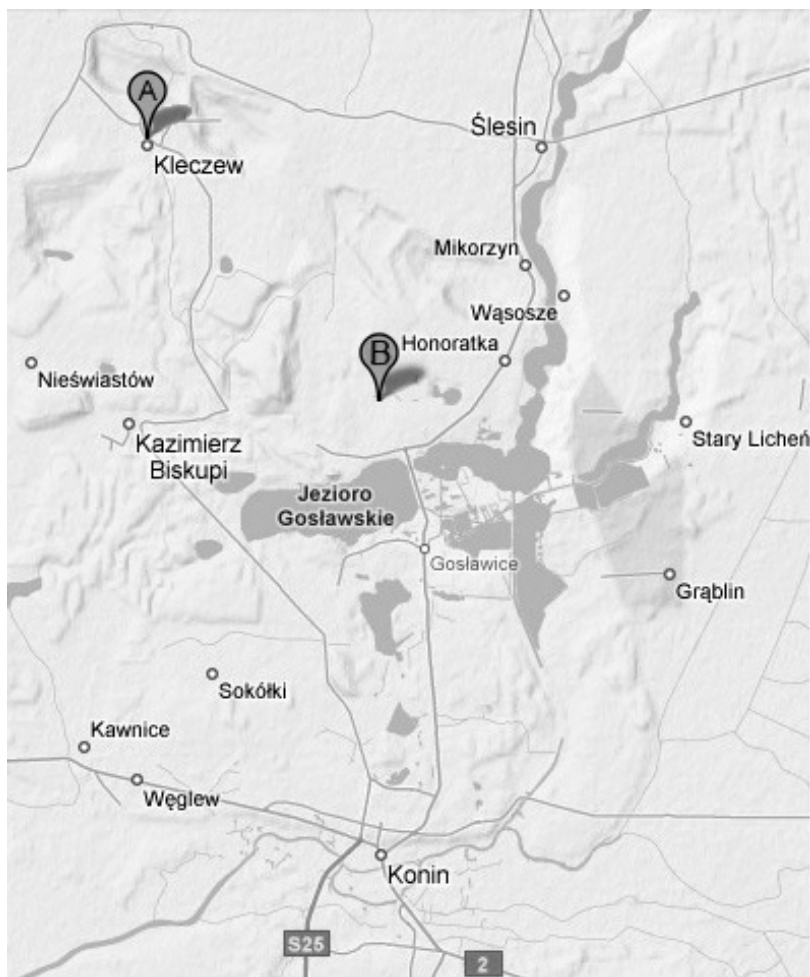 A
Kleczew
Ślesin
Mikorzyn
Wąsosze
B
Honoratka
Nieświastów
Kazimierz
Biskupi
Stary Licheń
Jezioro
Gosławskie
Gosławice
Grąblin
Sokółki
Kawnice
Węglew
Konin
S25
2